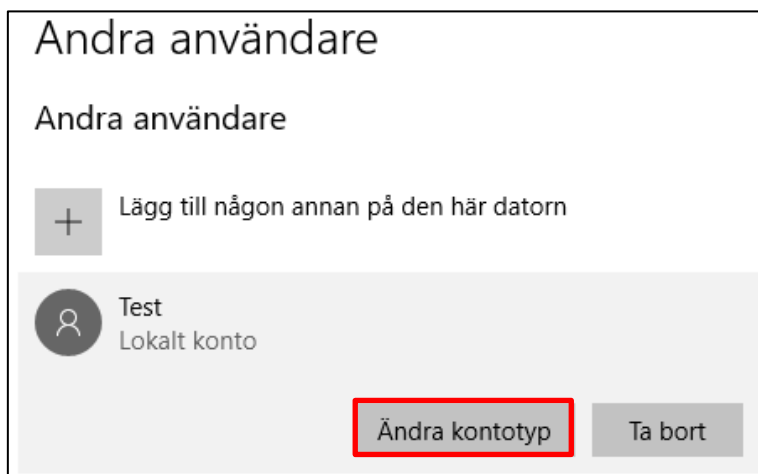 Andra användare
Andra användare
Lägg till någon annan på den här datorn
Test
Lokalt konto
Ändra kontotyp
Ta bort